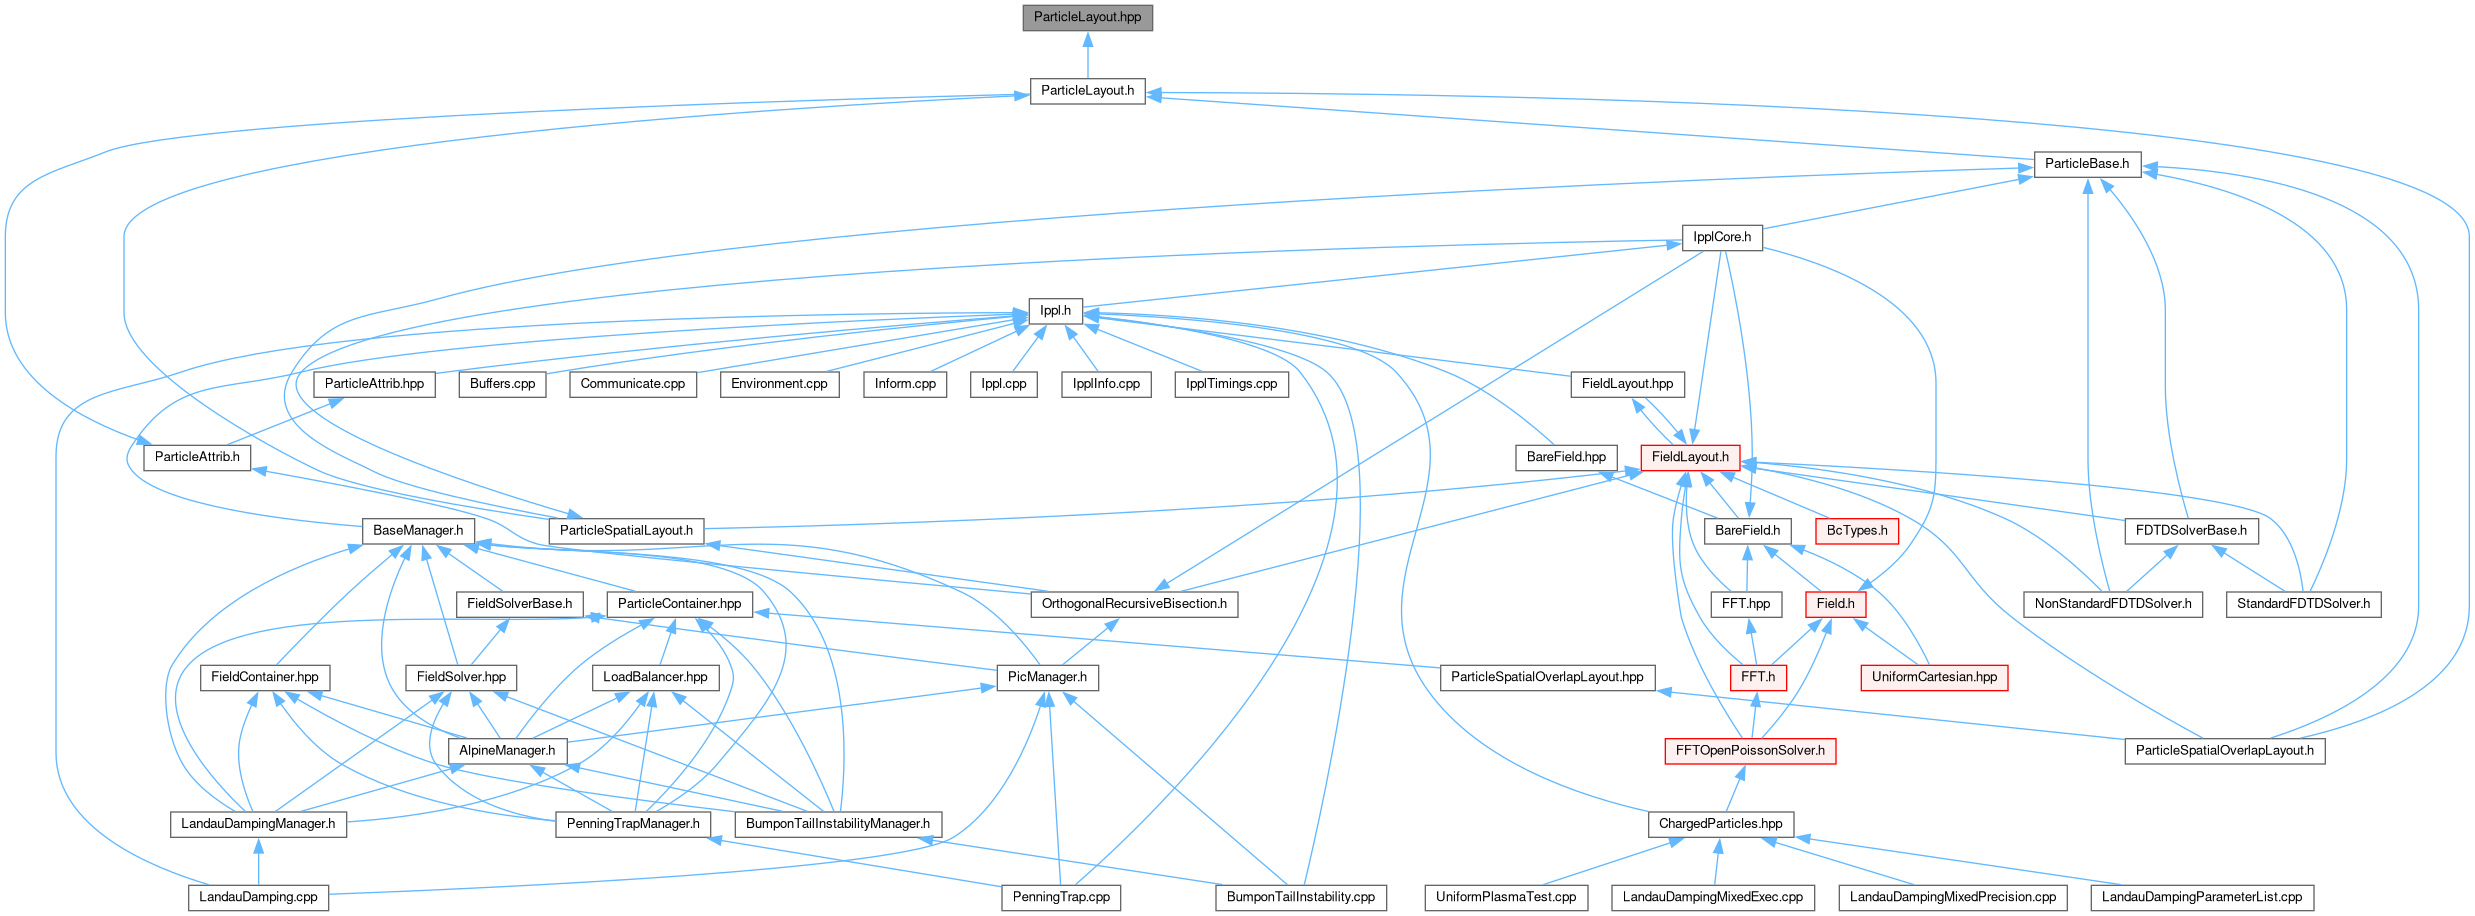 ParticleLayout.hpp
ParticleLayout.h
ParticleBase.h
IpplCore.h
Ippl.h
ParticleAttrib.hpp
Buffers.cpp
Communicate.cpp
Environment.cpp
Inform.cpp
Ippl.cpp
IpplInfo.cpp
IpplTimings.cpp
FieldLayout.hpp
ParticleAttrib.h
BareField.hpp
FieldLayout.h
BaseManager.h
ParticleSpatialLayout.h
BareField.h
BcTypes.h
FDTDSolverBase.h
FieldSolverBase.h
ParticleContainer.hpp
OrthogonalRecursiveBisection.h
FFT.hpp
Field.h
NonStandardFDTDSolver.h
StandardFDTDSolver.h
FieldContainer.hpp
FieldSolver.hpp
LoadBalancer.hpp
PicManager.h
ParticleSpatialOverlapLayout.hpp
FFT.h
UniformCartesian.hpp
AlpineManager.h
FFTOpenPoissonSolver.h
ParticleSpatialOverlapLayout.h
LandauDampingManager.h
PenningTrapManager.h
BumponTailInstabilityManager.h
ChargedParticles.hpp
LandauDamping.cpp
PenningTrap.cpp
BumponTailInstability.cpp
UniformPlasmaTest.cpp
LandauDampingMixedExec.cpp
LandauDampingMixedPrecision.cpp
LandauDampingParameterList.cpp